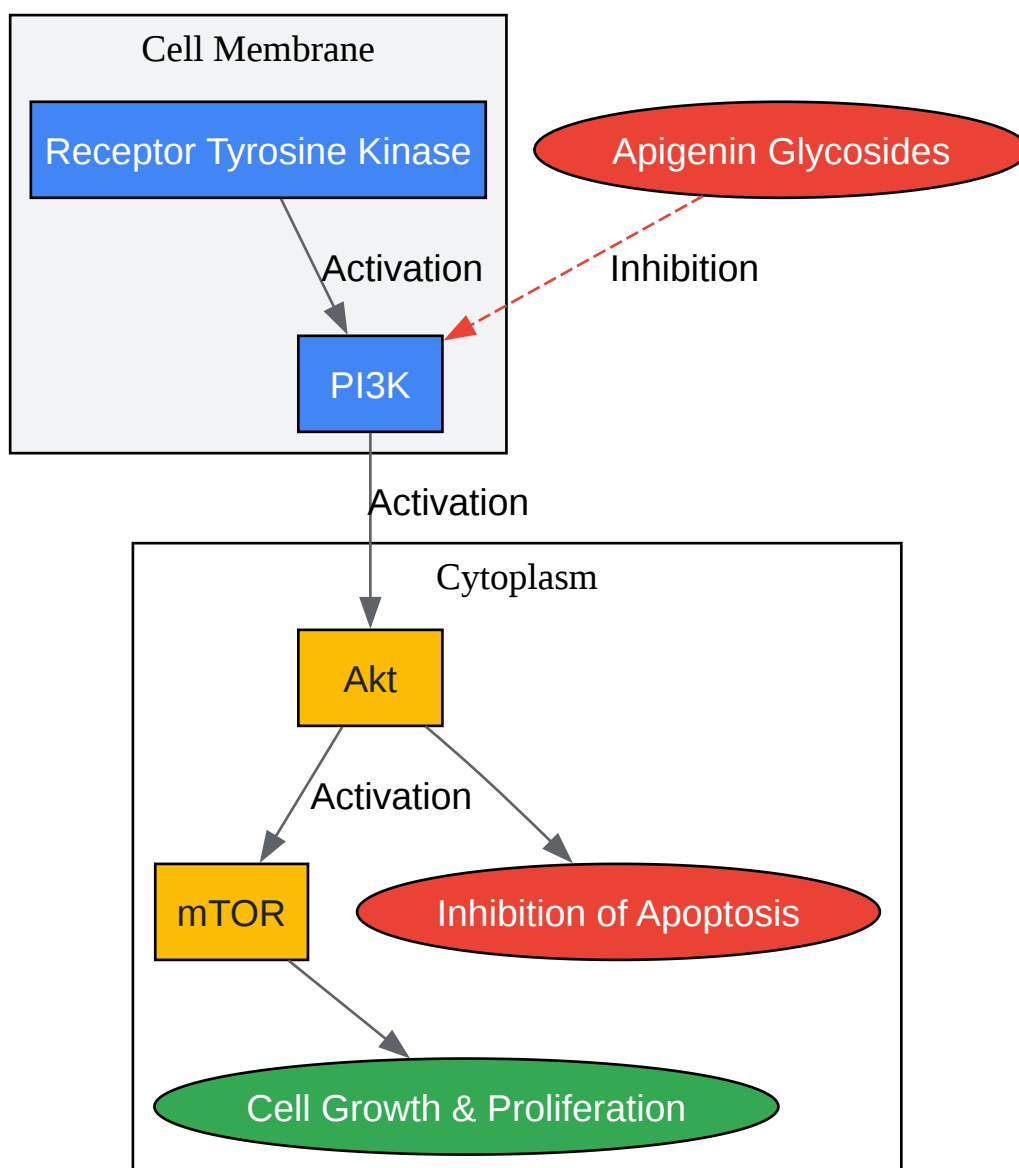 Cell Membrane
Receptor Tyrosine Kinase
Apigenin Glycosides
Activation
Inhibition
PI3K
Activation
Cytoplasm
Akt
Activation
mTOR
Inhibition of Apoptosis
Cell Growth & Proliferation